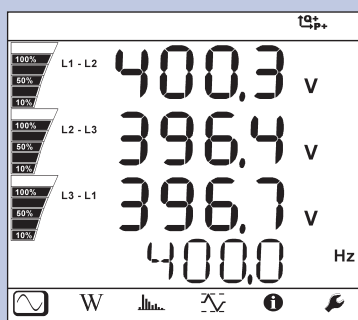 Q+
P+
100%
50%
10%
L1 - L2 400.3 V
100%
50%
10%
L2 - L3 396.4 V
100%
50%
10%
L3 - L1 396.7 V
400.0 Hz
W
i